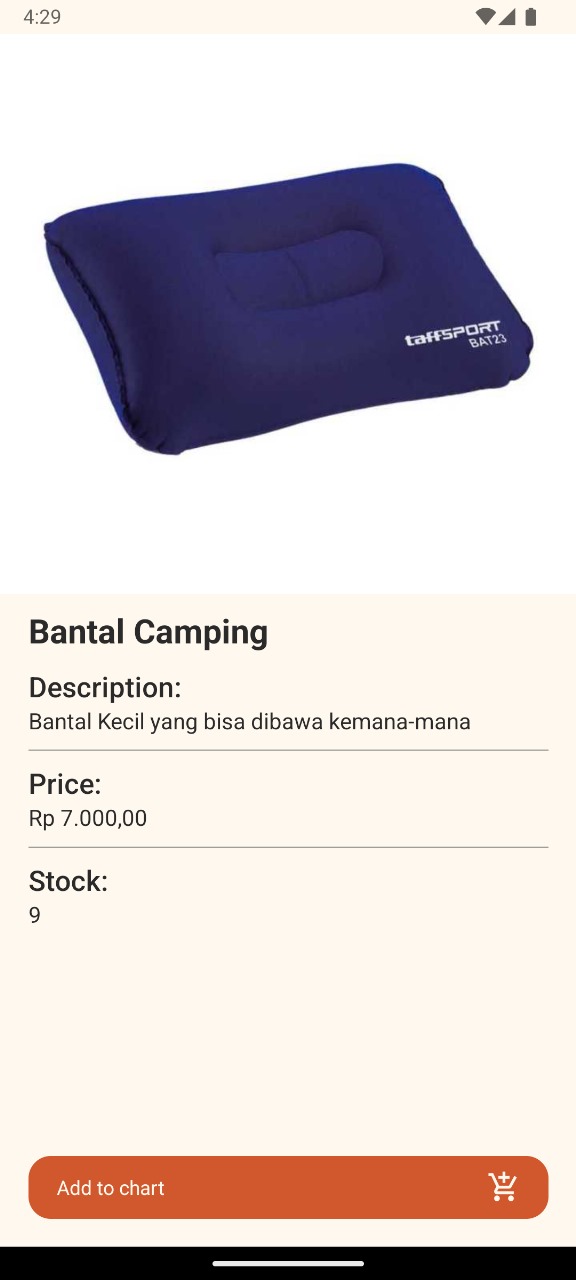 4:29
taffSPORT
BAT23
Bantal Camping
Description:
Bantal Kecil yang bisa dibawa kemana-mana
Price:
Rp 7.000,00
Stock:
9
Add to chart